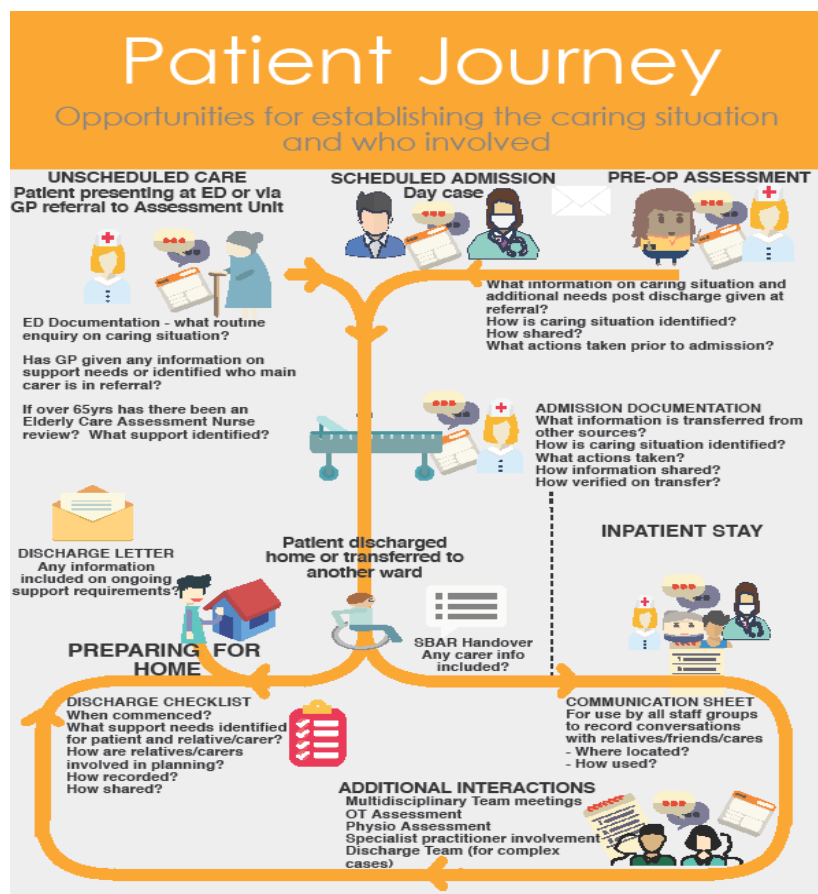 Patient Journey
Opportunities for establishing the caring situation
and who involved
UNSCHEDULED CARE
Patient presenting at ED or via
GP referral to Assessment Unit
SCHEDULED ADMISSION
Day case
PRE-OP ASSESSMENT
ED Documentation - what routine
enquiry on caring situation?
Has GP given any information on
support needs or identified who main
carer is in referral?
If over 65yrs has there been an
Elderly Care Assessment Nurse
review? What support identified?
What information on caring situation and
additional needs post discharge given at
referral?
How is caring situation identified?
How shared?
What actions taken prior to admission?
ADMISSION DOCUMENTATION
What information is transferred from
other sources?
How is caring situation identified?
What actions taken?
How information shared?
How verified on transfer?
DISCHARGE LETTER
Any information
included on ongoing
support requirements?
Patient discharged
home or transferred to
another ward
INPATIENT STAY
SBAR Handover
Any carer info
included?
PREPARING FOR
HOME
DISCHARGE CHECKLIST
When commenced?
What support needs identified
for patient and relative/carer?
How are relatives/carers
involved in planning?
How recorded?
How shared?
COMMUNICATION SHEET
For use by all staff groups
to record conversations
with relatives/friends/cares
- Where located?
- How used?
ADDITIONAL INTERACTIONS
Multidisciplinary Team meetings
OT Assessment
Physio Assessment
Specialist practitioner involvement
Discharge Team (for complex
cases)